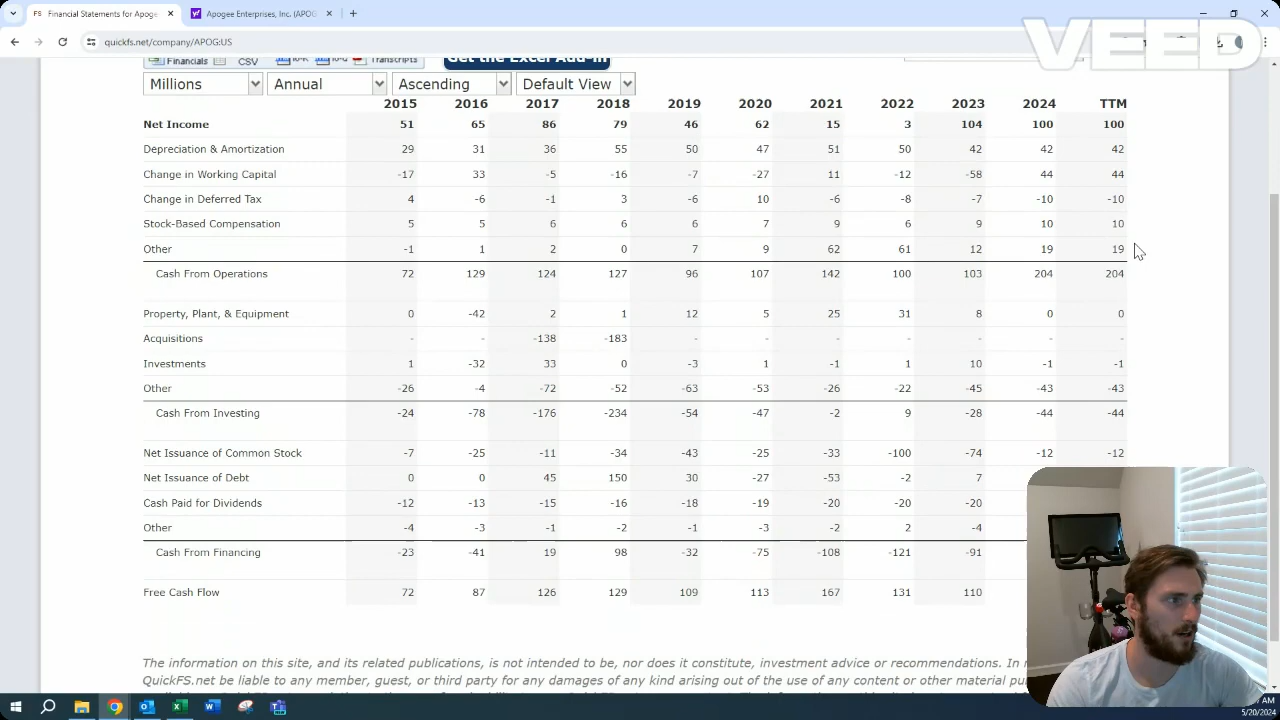 Financial Statements for Apoge
Apogee Enterprises, Inc. (APOG
quickfs.net/company/APOG:US
VEED
Financials CSV 10-K 10-Q Transcripts Get the Excel Add-in
Millions Annual Ascending Default View
2015 2016 2017 2018 2019 2020 2021 2022 2023 2024 TTM
Net Income 51 65 86 79 46 62 15 3 104 100 100
Depreciation & Amortization 29 31 36 55 50 47 51 50 42 42 42
Change in Working Capital -17 33 -5 -16 -7 -27 11 -12 -58 44 44
Change in Deferred Tax 4 -6 -1 3 -6 10 -6 -8 -7 -10 -10
Stock-Based Compensation 5 5 6 6 6 7 9 6 9 10 10
Other -1 1 2 0 7 9 62 61 12 19 19
Cash From Operations 72 129 124 127 96 107 142 100 103 204 204
Property, Plant, & Equipment 0 -42 2 1 12 5 25 31 8 0 0
Acquisitions - - -138 -183 - - - - - - -
Investments 1 -32 33 0 -3 1 -1 1 10 -1 -1
Other -26 -4 -72 -52 -63 -53 -26 -22 -45 -43 -43
Cash From Investing -24 -78 -176 -234 -54 -47 -2 9 -28 -44 -44
Net Issuance of Common Stock -7 -25 -11 -34 -43 -25 -33 -100 -74 -12 -12
Net Issuance of Debt 0 0 45 150 30 -27 -53 -2 7
Cash Paid for Dividends -12 -13 -15 -16 -18 -19 -20 -20 -20
Other -4 -3 -1 -2 -1 -3 -2 2 -4
Cash From Financing -23 -41 19 98 -32 -75 -108 -121 -91
Free Cash Flow 72 87 126 129 109 113 167 131 110
The information on this site, and its related publications, is not intended to be, nor does it constitute, investment advice or recommendations. In
QuickFS.net be liable to any member, guest, or third party for any damages of any kind arising out of the use of any content or other material
AM
5/20/2024